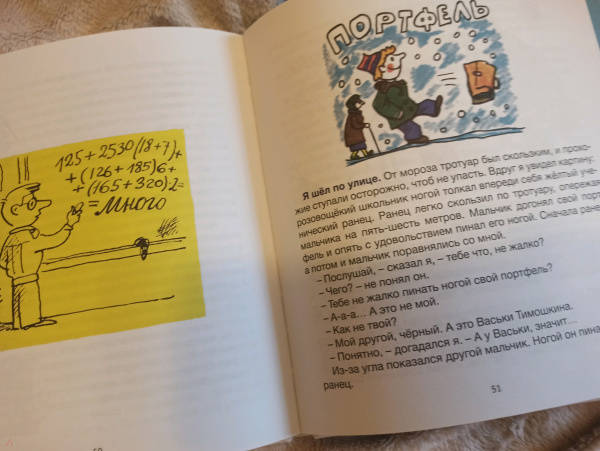 125+2530(18+7)+
+(126+185)6+
+(165+320)·2=
=МНОГО
ПОРТФЕЛЬ
Я шёл по улице. От мороза тротуар был скользким, и прохо-
жие ступали осторожно, чтоб не упасть. Вдруг я увидел картину:
розовощёкий школьник ногой толкал впереди себя жёлтый уче-
нический ранец. Ранец легко скользил по тротуару, опережая
мальчика на пять-шесть метров. Мальчик догонял свой порт-
фель и опять с удовольствием пинал его ногой. Сначала ранец,
а потом и мальчик поравнялись со мной.
– Послушай, – сказал я, – тебе что, не жалко?
– Чего? – не понял он.
– Тебе не жалко пинать ногой свой портфель?
– А-а-а... А это не мой.
– Как не твой?
– Мой другой, чёрный. А это Васьки Тимошкина.
– Понятно, – догадался я. – А у Васьки, значит...
Из-за угла показался другой мальчик. Ногой он пина
ранец.
51